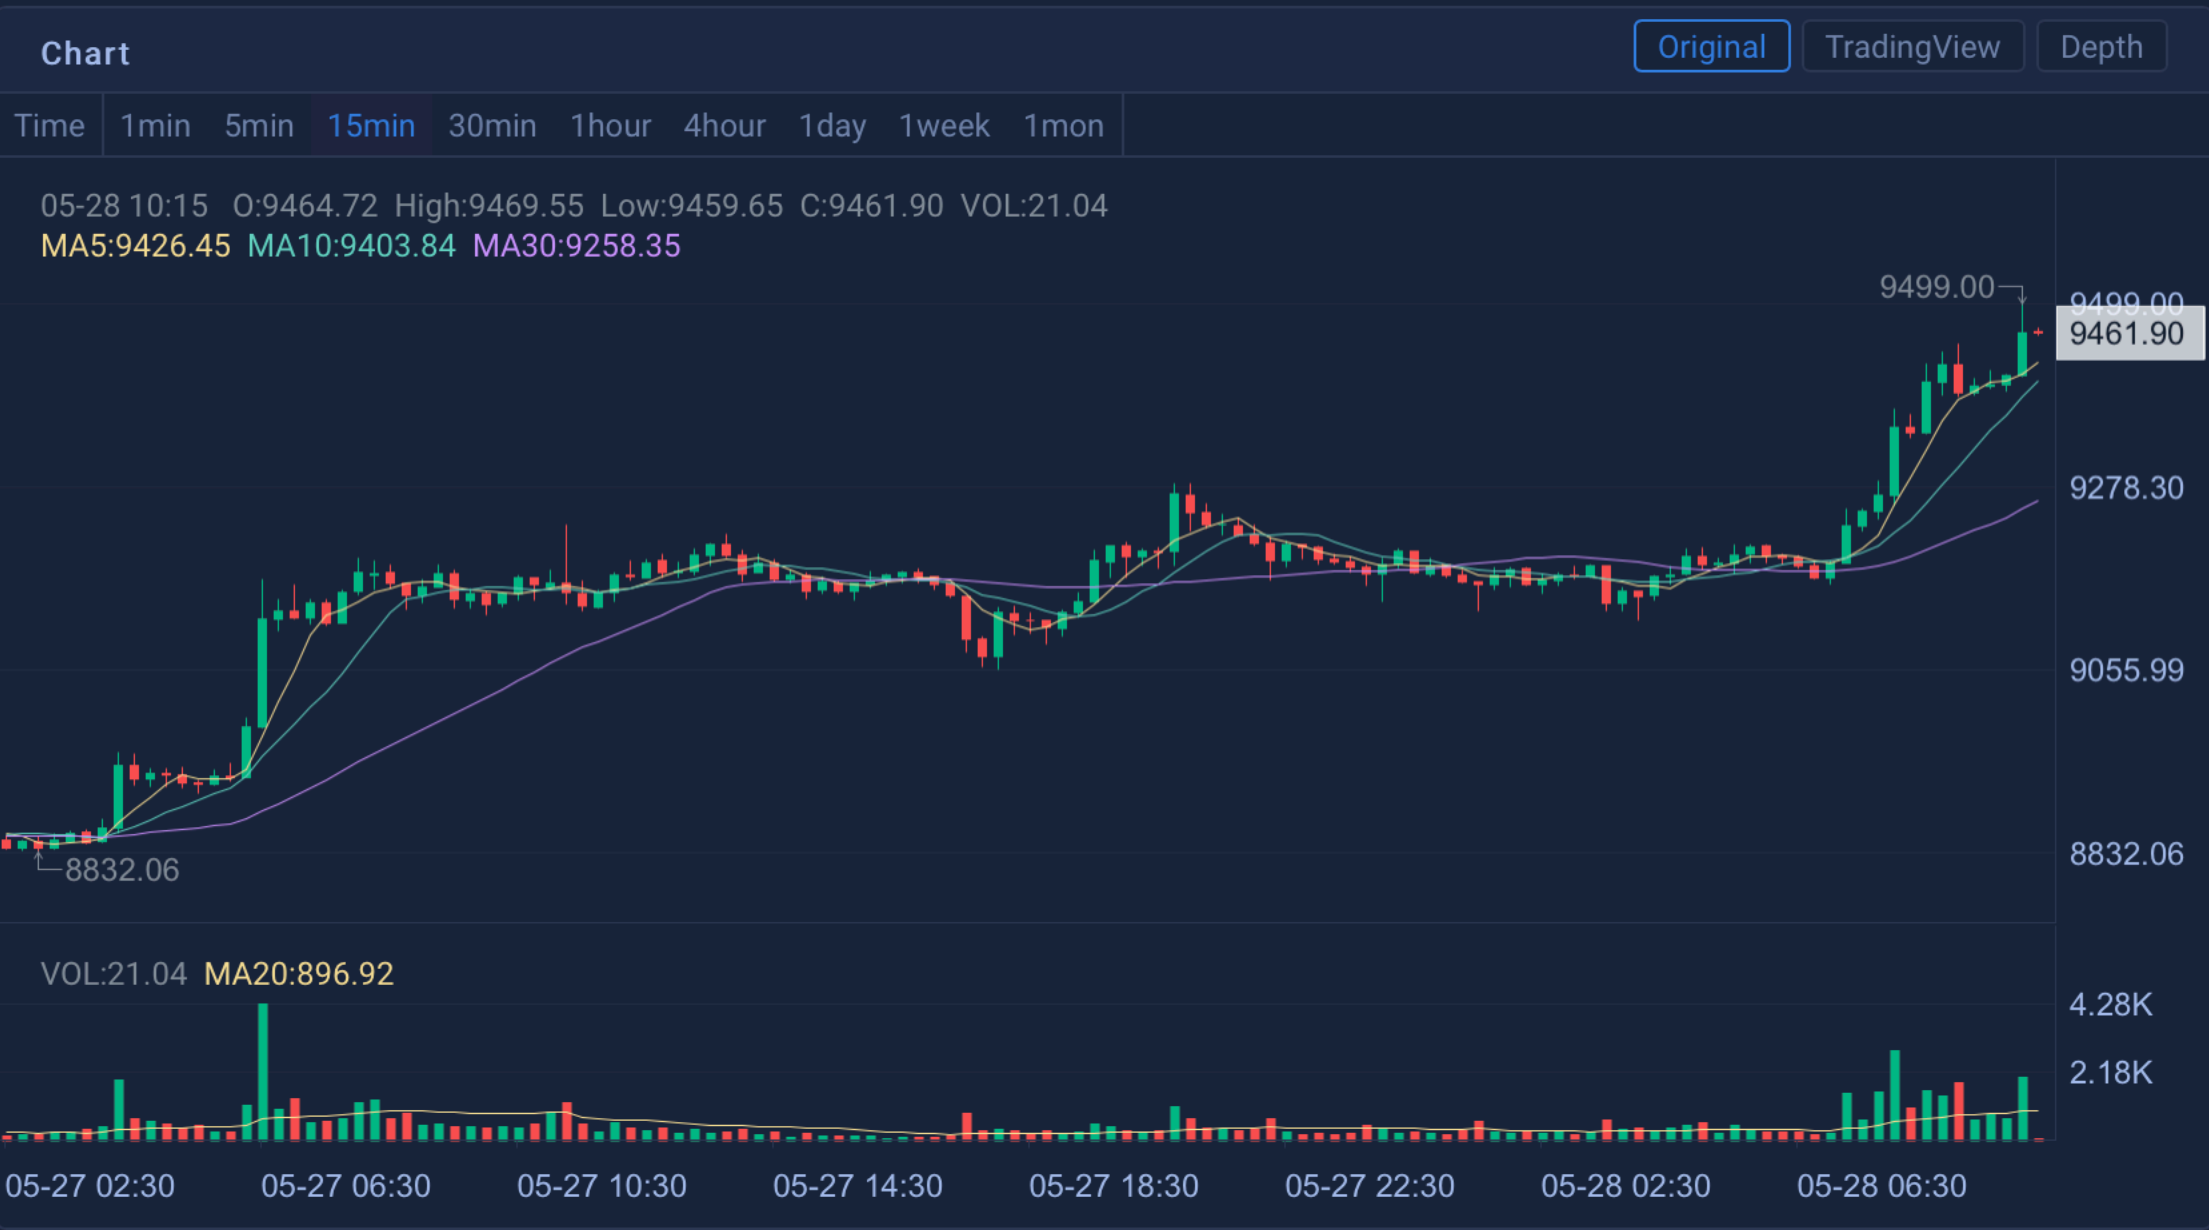 Chart Original TradingView Depth
Time 1min 5min 15min 30min 1hour 4hour 1day 1week 1mon
05-28 10:15 O:9464.72 High:9469.55 Low:9459.65 C:9461.90 VOL:21.04
MA5:9426.45 MA10:9403.84 MA30:9258.35
9499.00
9499.00
9461.90
9278.30
9055.99
8832.06
8832.06
VOL:21.04 MA20:896.92
4.28K
2.18K
05-27 02:30 05-27 06:30 05-27 10:30 05-27 14:30 05-27 18:30 05-27 22:30 05-28 02:30 05-28 06:30